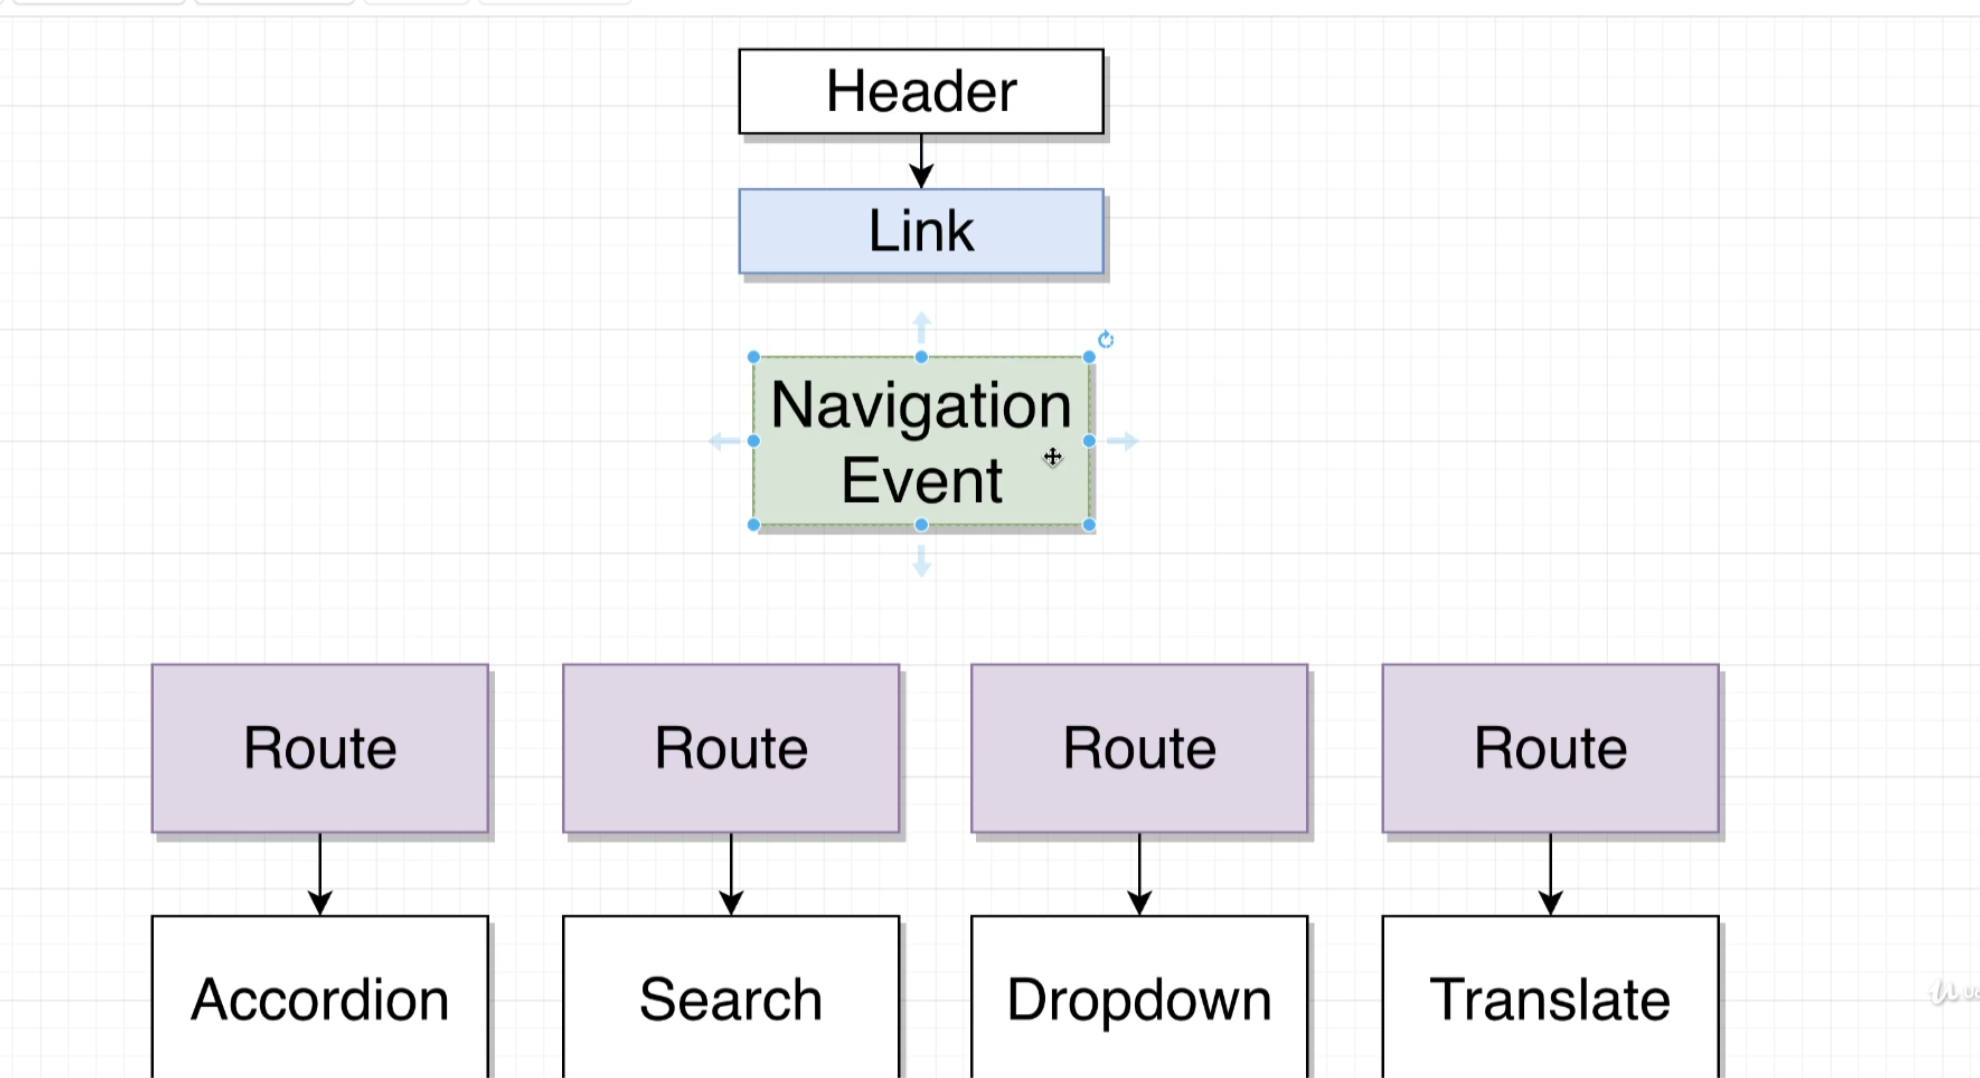 Header
Link
Navigation
Event
Route Route Route Route
Accordion Search Dropdown Translate